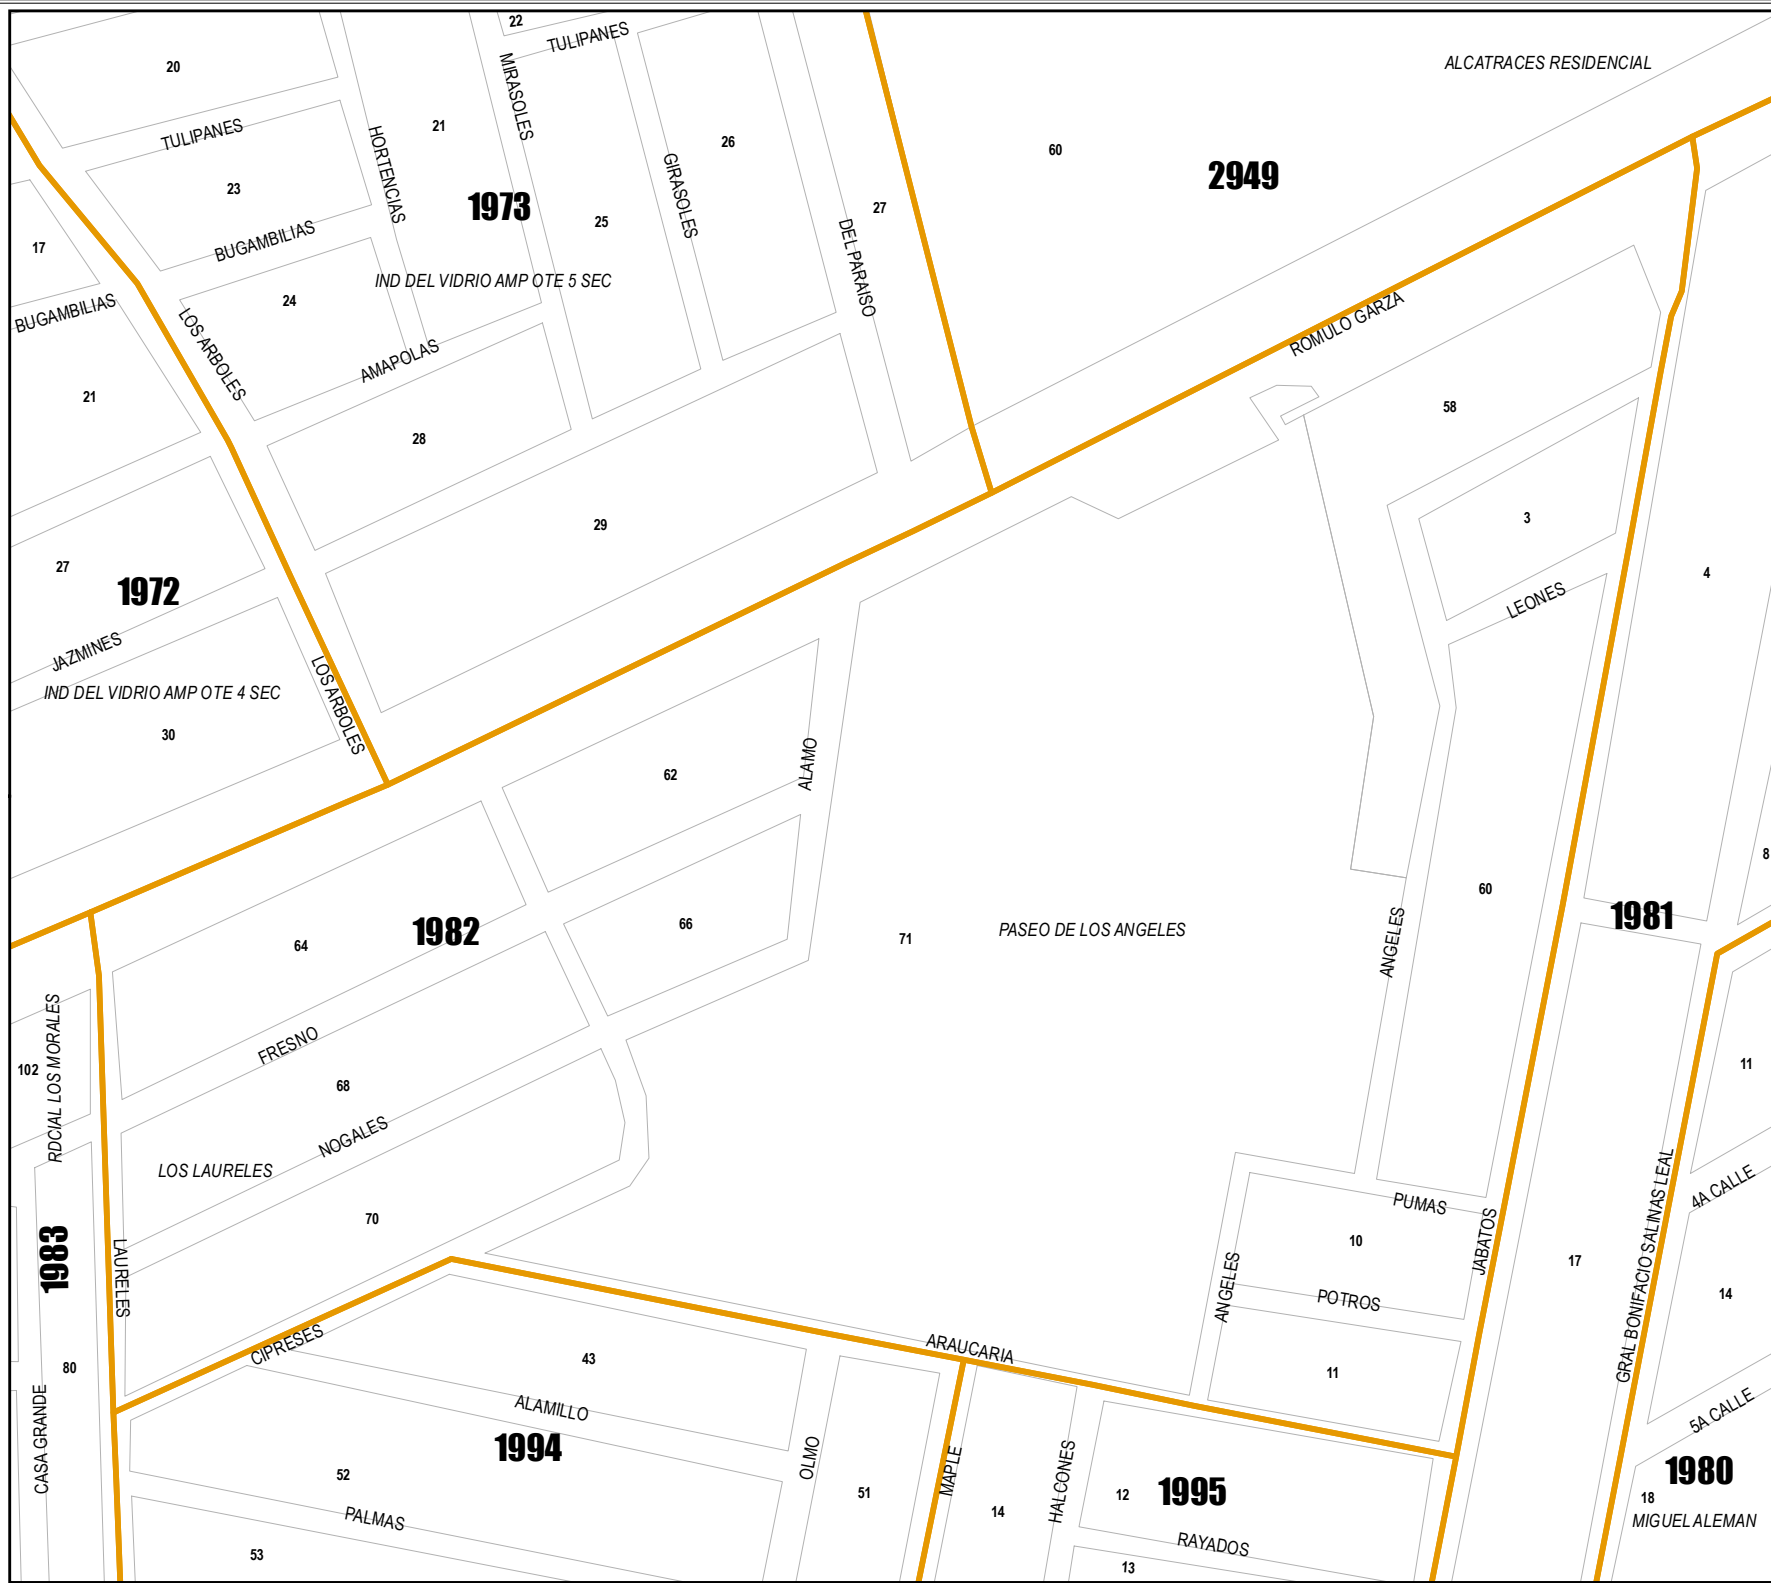 22
TULIPANES
20
MIRASOLES
ALCATRACES RESIDENCIAL
TULIPANES
HORTENCIAS
21
26
60
2949
GIRASOLES
23
1973
25
27
17
BUGAMBILIAS
DEL PARAISO
IND DEL VIDRIO AMP OTE 5 SEC
24
BUGAMBILIAS
LOS ARBOLES
ROMULO GARZA
AMAPOLAS
21
58
28
29
3
27
1972
4
LEONES
JAZMINES
IND DEL VIDRIO AMP OTE 4 SEC
LOS ARBOLES
30
ALAMO
62
8
60
1981
66
1982
64
71
PASEO DE LOS ANGELES
ANGELES
FRESNO
RDCIAL LOS MORALES
102
68
11
NOGALES
LOS LAURELES
4A CALLE
PUMAS
70
10
JABATOS
17
GRAL BONIFACIO SALINAS LEAL
1983
LAURELES
ANGELES
POTROS
14
CIPRESES
ARAUCARIA
43
11
80
CASA GRANDE
ALAMILLO
5A CALLE
1994
OLMO
MAPLE
HALCONES
1980
52
51
12
1995
14
18
PALMAS
MIGUEL ALEMAN
RAYADOS
53
13